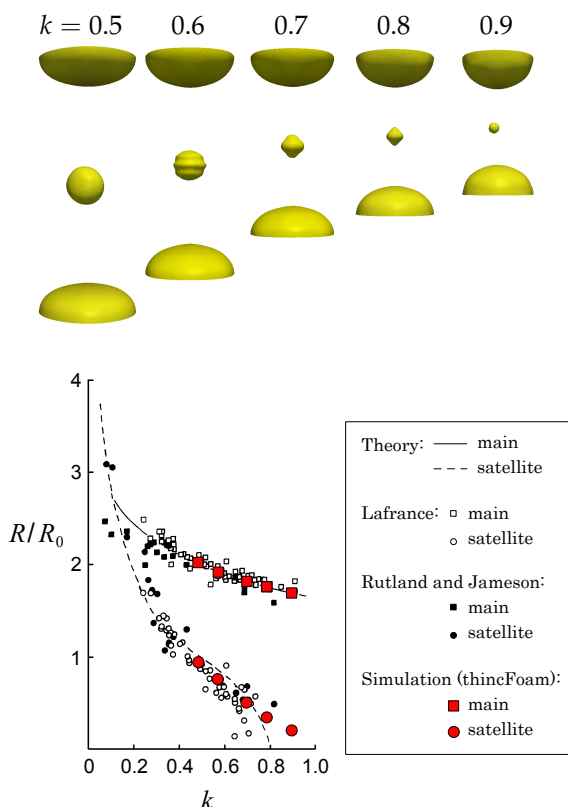 k = 0.5 0.6 0.7 0.8 0.9
4
3
2
1
R/R0
0 0.2 0.4 0.6 0.8 1.0
k
Theory: main
satellite
Lafrance: main
satellite
Rutland and Jameson:
main
satellite
Simulation (thincFoam):
main
satellite